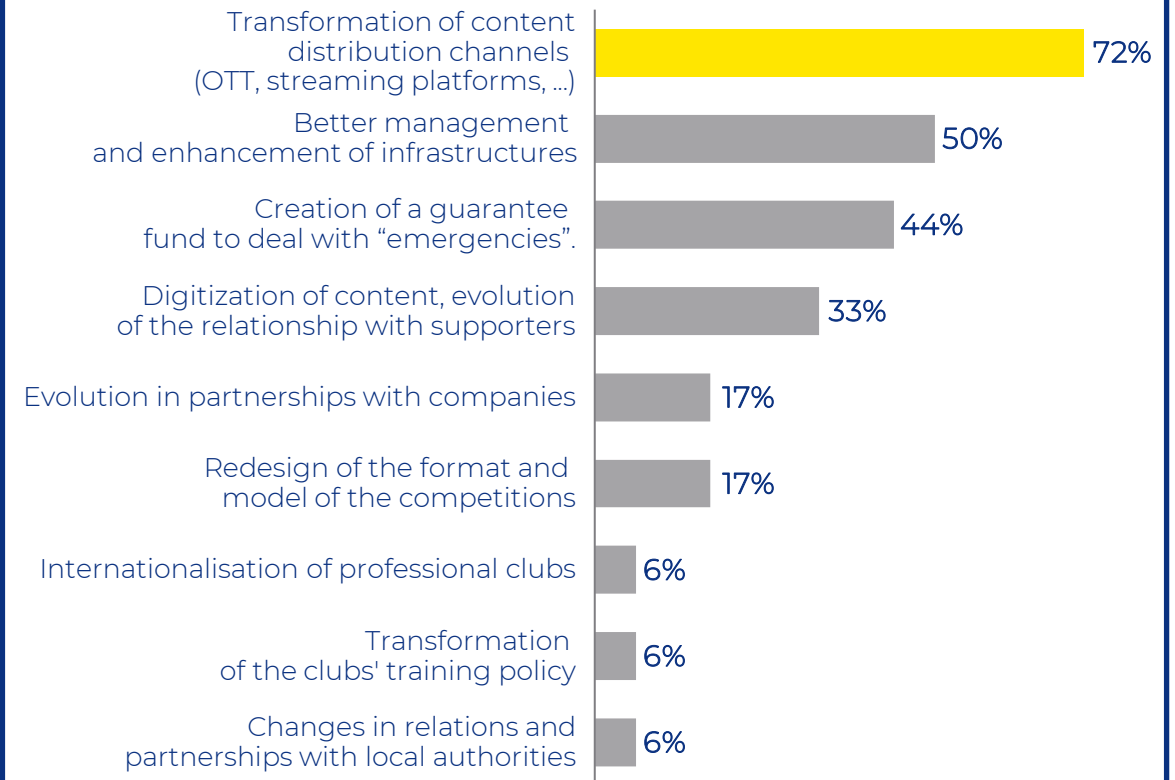 Transformation of content
distribution channels
(OTT, streaming platforms, ...)
72%
Better management
and enhancement of infrastructures
50%
Creation of a guarantee
fund to deal with “emergencies”.
44%
Digitization of content, evolution
of the relationship with supporters
33%
Evolution in partnerships with companies
17%
Redesign of the format and
model of the competitions
17%
Internationalisation of professional clubs
6%
Transformation
of the clubs' training policy
6%
Changes in relations and
partnerships with local authorities
6%